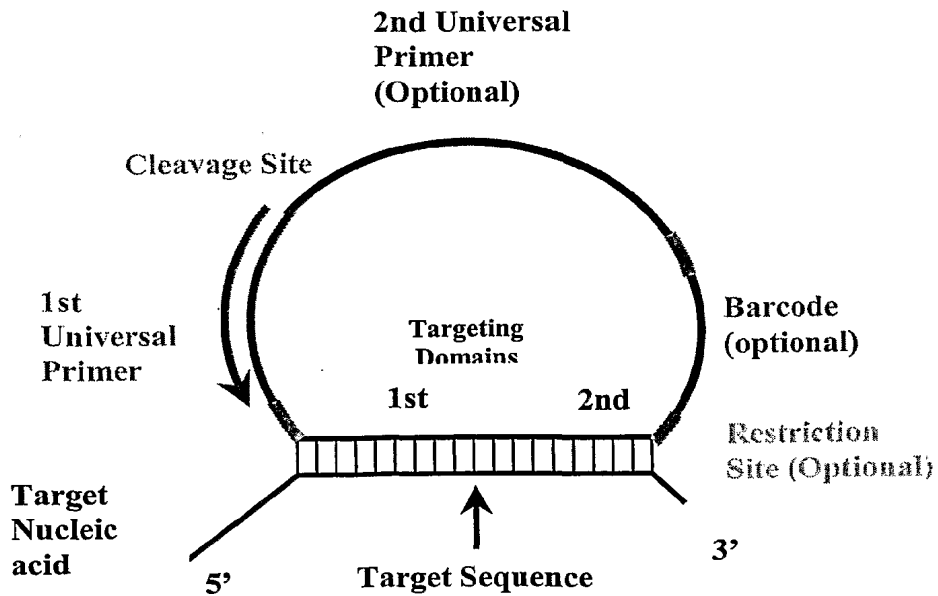 2nd Universal
Primer
(Optional)
Cleavage Site
1st
Universal
Primer
Targeting
Domains
1st
2nd
Barcode
(optional)
Restriction
Site (Optional)
Target
Nucleic
acid
5’
Target Sequence
3’